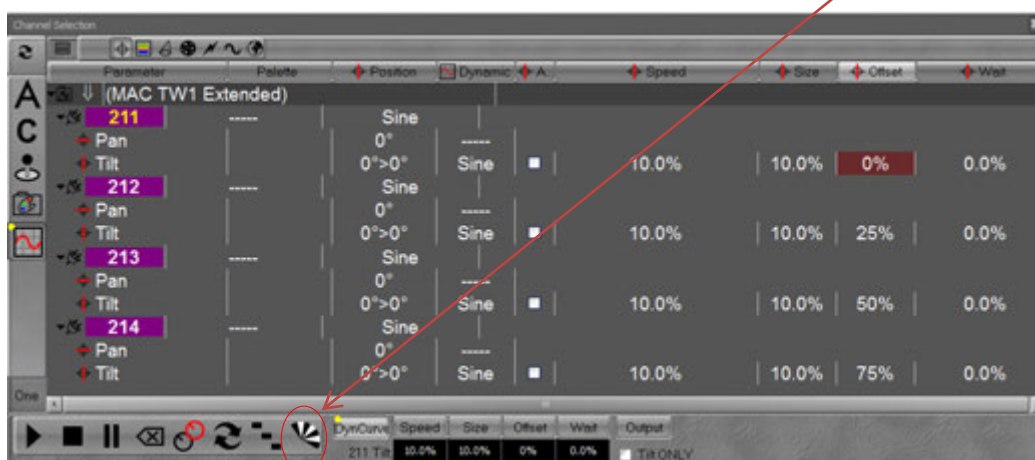 Channel Selection
Parameter Palette Position Dynamic A. Speed Size Offset Wait
A (MAC TW1 Extended)
211 ----- Sine
C Pan 0° -----
Tilt 0°>0° Sine 10.0% 10.0% 0% 0.0%
212 ----- Sine
Pan 0° -----
Tilt 0°>0° Sine 10.0% 10.0% 25% 0.0%
213 ----- Sine
Pan 0° -----
Tilt 0°>0° Sine 10.0% 10.0% 50% 0.0%
214 ----- Sine
Pan 0° -----
Tilt 0°>0° Sine 10.0% 10.0% 75% 0.0%
One
DynCurve Speed Size Offset Wait Output
211 Tilt 10.0% 10.0% 0% 0.0% Tilt ONLY